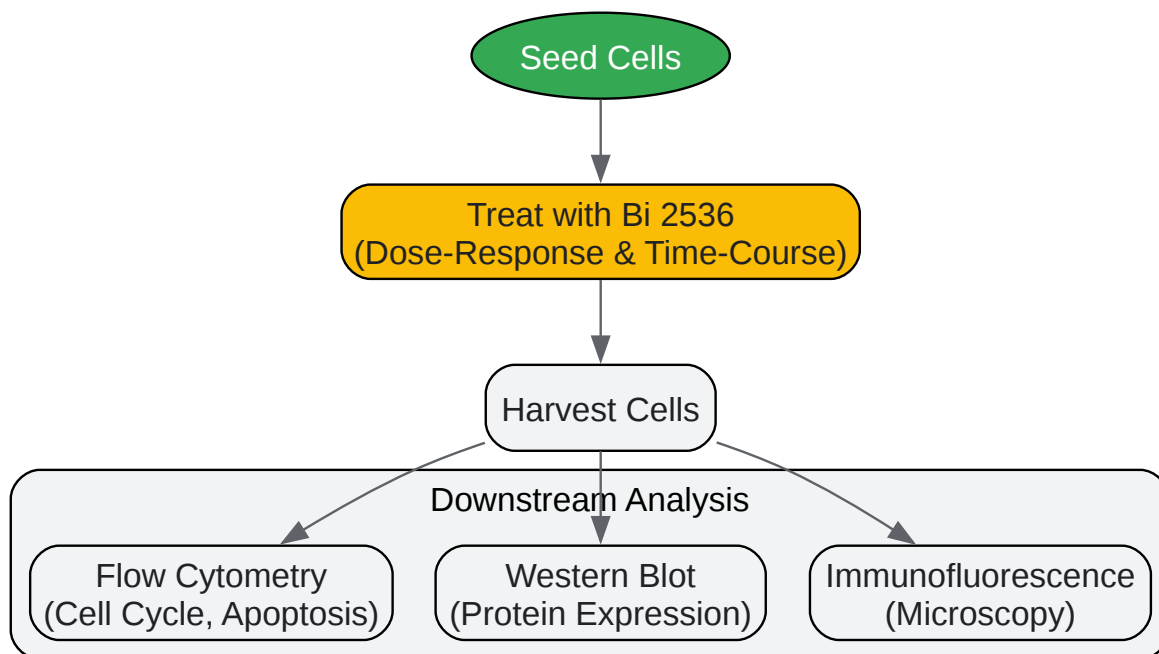 Seed Cells
Treat with Bi 2536
(Dose-Response & Time-Course)
Harvest Cells
Downstream Analysis
Flow Cytometry
(Cell Cycle, Apoptosis)
Western Blot
(Protein Expression)
Immunofluorescence
(Microscopy)